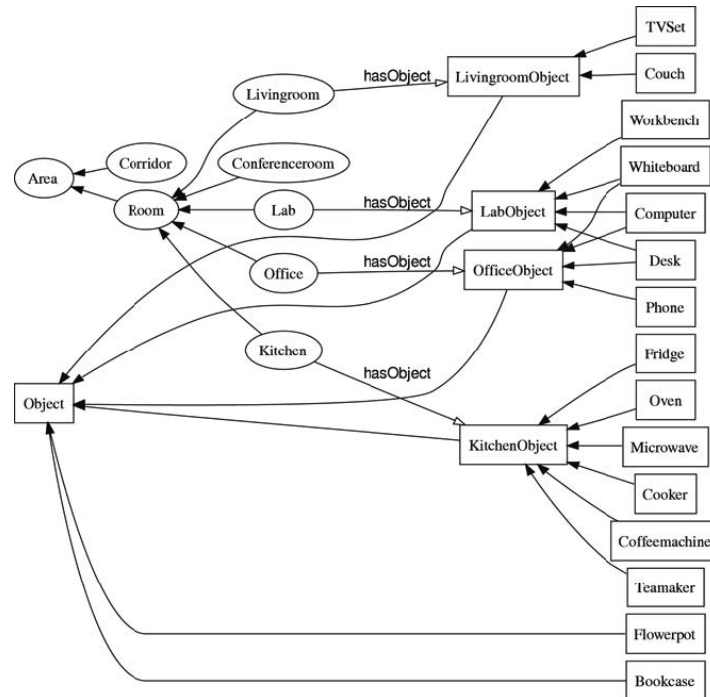 TVSet
hasObject
LivingroomObject
Livingroom
Couch
Workbench
Corridor
Conferenceroom
Whiteboard
Area
hasObject
Room
Lab
LabObject
Computer
hasObject
Desk
Office
OfficeObject
Phone
Kitchen
Fridge
hasObject
Object
Oven
KitchenObject
Microwave
Cooker
Coffeemachine
Teamaker
Flowerpot
Bookcase